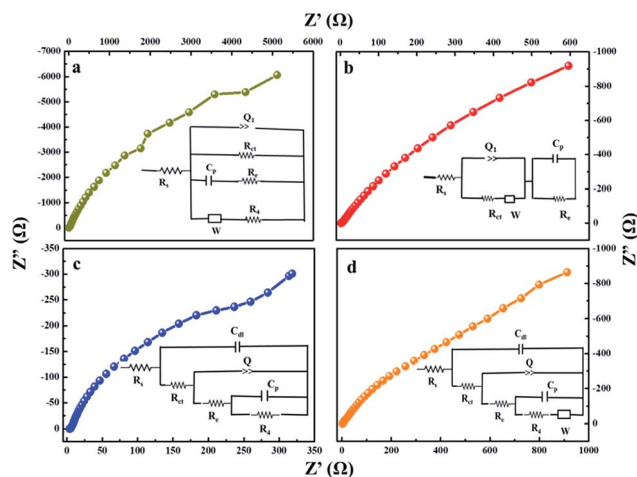 Z' (Ω)
0 1000 2000 3000 4000 5000 6000
0 100 200 300 400 500 600
-7000
-6000
-5000
-4000
-3000
-2000
-1000
0
a
Q1
Rct
Cp
Re
Rs
W
R4
-1000
-800
-600
-400
-200
0
b
Q1
Cp
Rs
Rct
W
Re
Z'' (Ω)
Z'' (Ω)
-350
-300
-250
-200
-150
-100
-50
0
c
Cdl
Rs
Q
Rct
Cp
Re
R4
-1000
-800
-600
-400
-200
0
d
Cdl
Rs
Q
Rct
Cp
Re
R4
W
0 50 100 150 200 250 300 350
0 200 400 600 800 1000
Z' (Ω)